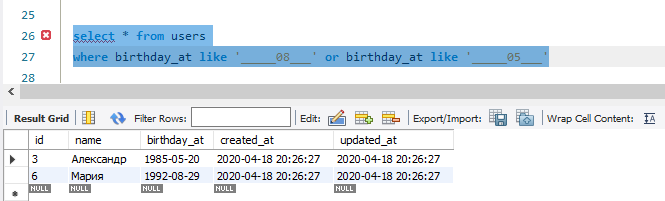 25
26 select * from users
27 where birthday_at like '_____08___' or birthday_at like '_____05___'
28
Result Grid Filter Rows: Edit: Export/Import: Wrap Cell Content:
id name birthday_at created_at updated_at
3 Александр 1985-05-20 2020-04-18 20:26:27 2020-04-18 20:26:27
6 Мария 1992-08-29 2020-04-18 20:26:27 2020-04-18 20:26:27
NULL NULL NULL NULL NULL